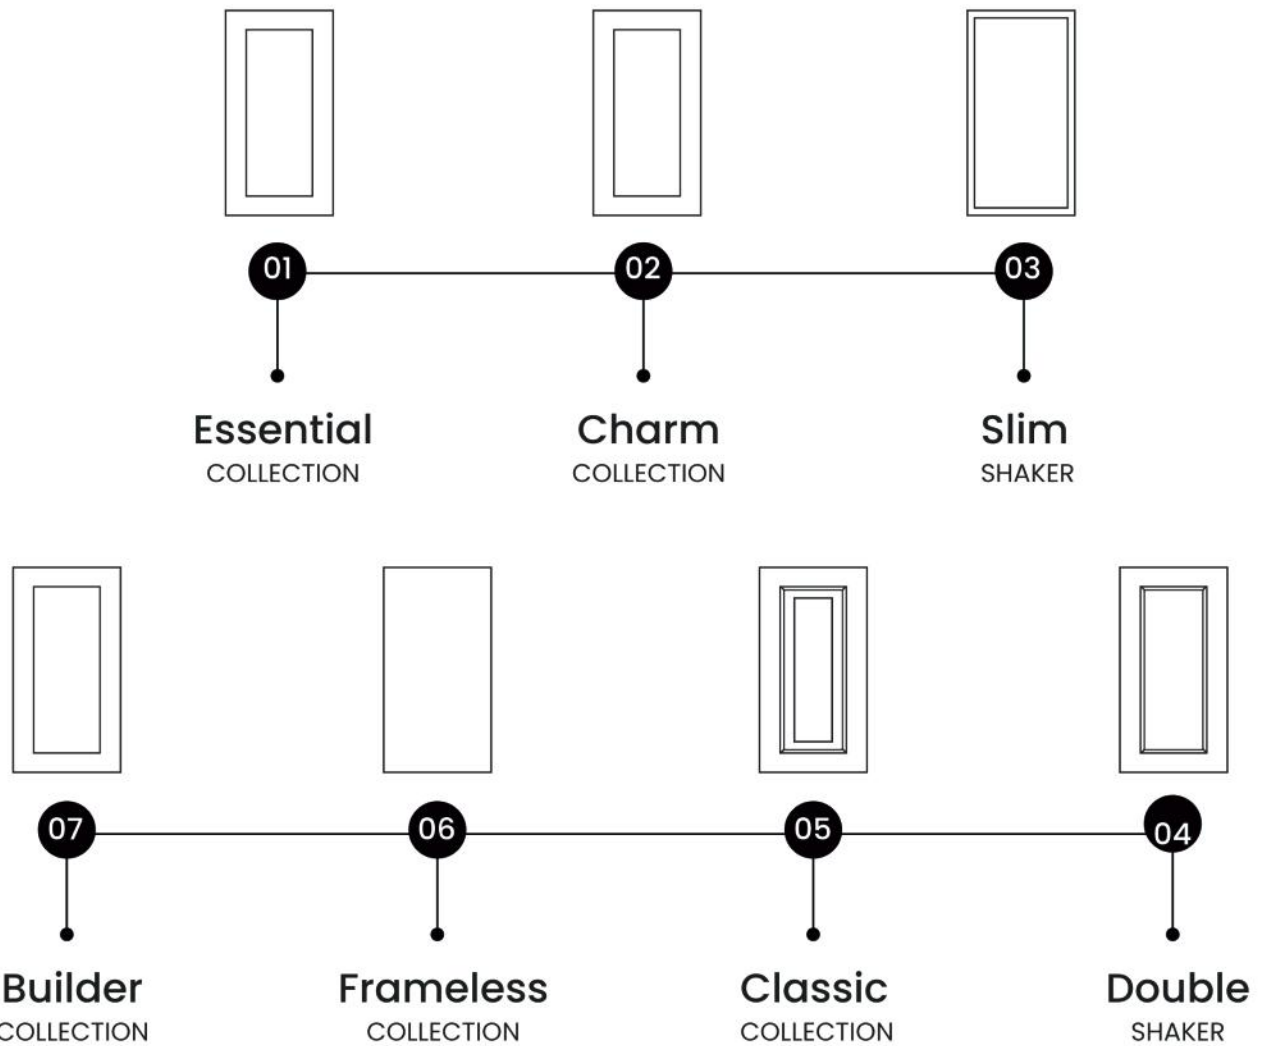 01 02 03
Essential Charm Slim
COLLECTION COLLECTION SHAKER
07 06 05 04
Builder Frameless Classic Double
COLLECTION COLLECTION COLLECTION SHAKER